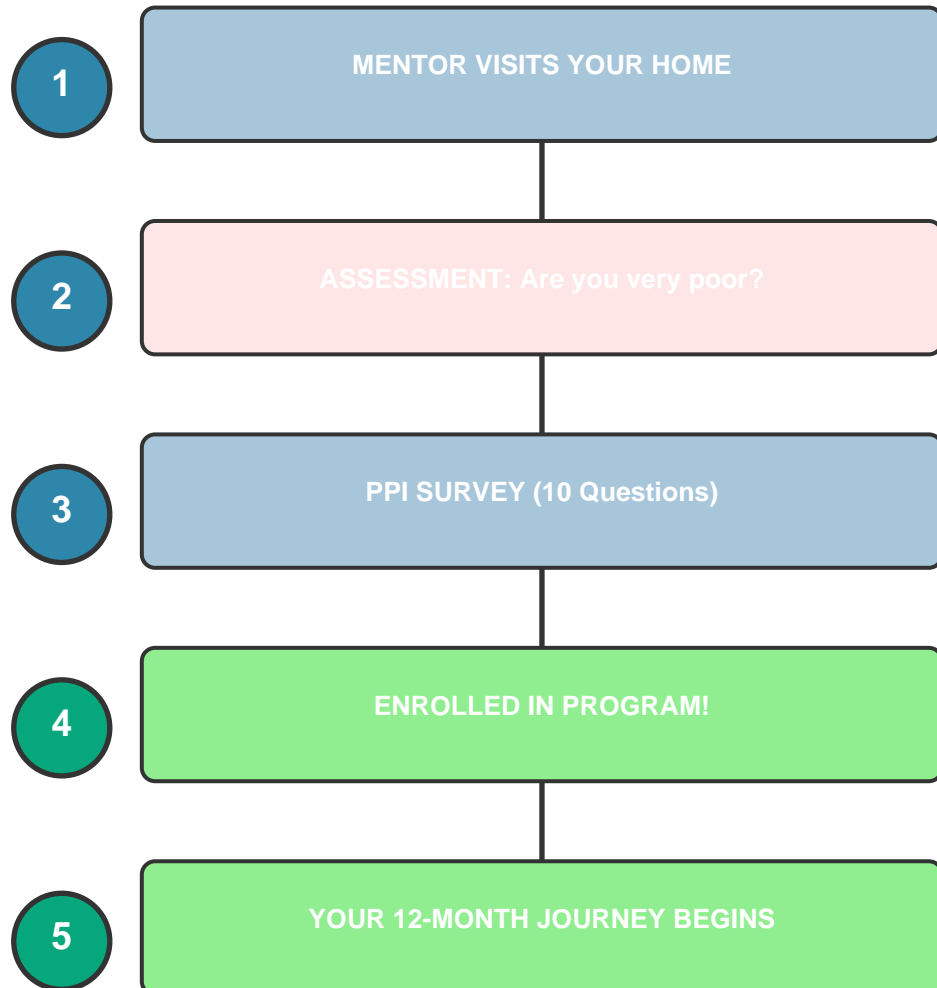 1
MENTOR VISITS YOUR HOME
2
ASSESSMENT: Are you very poor?
3
PPI SURVEY (10 Questions)
4
ENROLLED IN PROGRAM!
5
YOUR 12-MONTH JOURNEY BEGINS